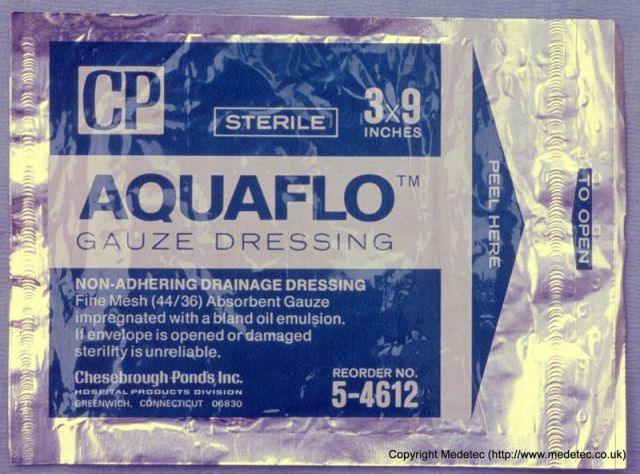 CP
STERILE
3x9
INCHES
AQUAFLO™
GAUZE DRESSING
NON-ADHERING DRAINAGE DRESSING
Fine Mesh (44/36) Absorbent Gauze
impregnated with a bland oil emulsion.
If envelope is opened or damaged
sterility is unreliable.
Chesebrough-Pond's Inc.
HOSPITAL PRODUCTS DIVISION
GREENWICH, CONNECTICUT 06830
REORDER NO.
5-4612
PEEL HERE
TO OPEN
Copyright Medetec (http://www.medetec.co.uk)